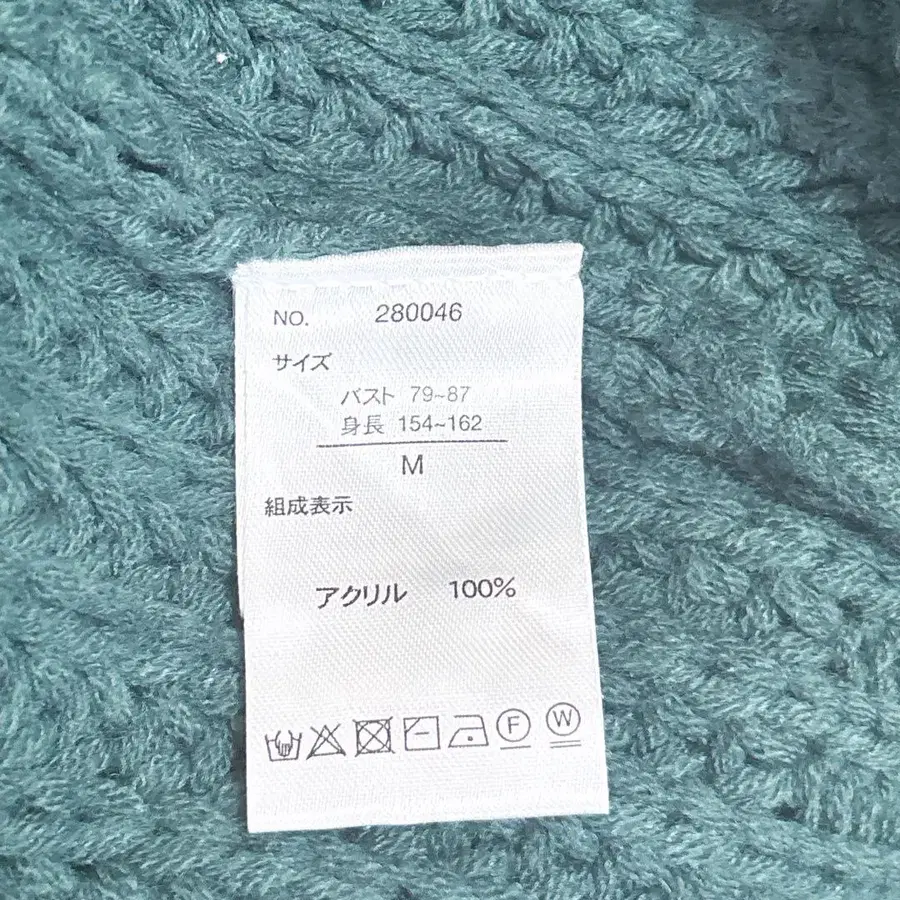 NO. 280046
サイズ
バスト 79~87
身長 154~162
M
組成表示
アクリル 100%
F W